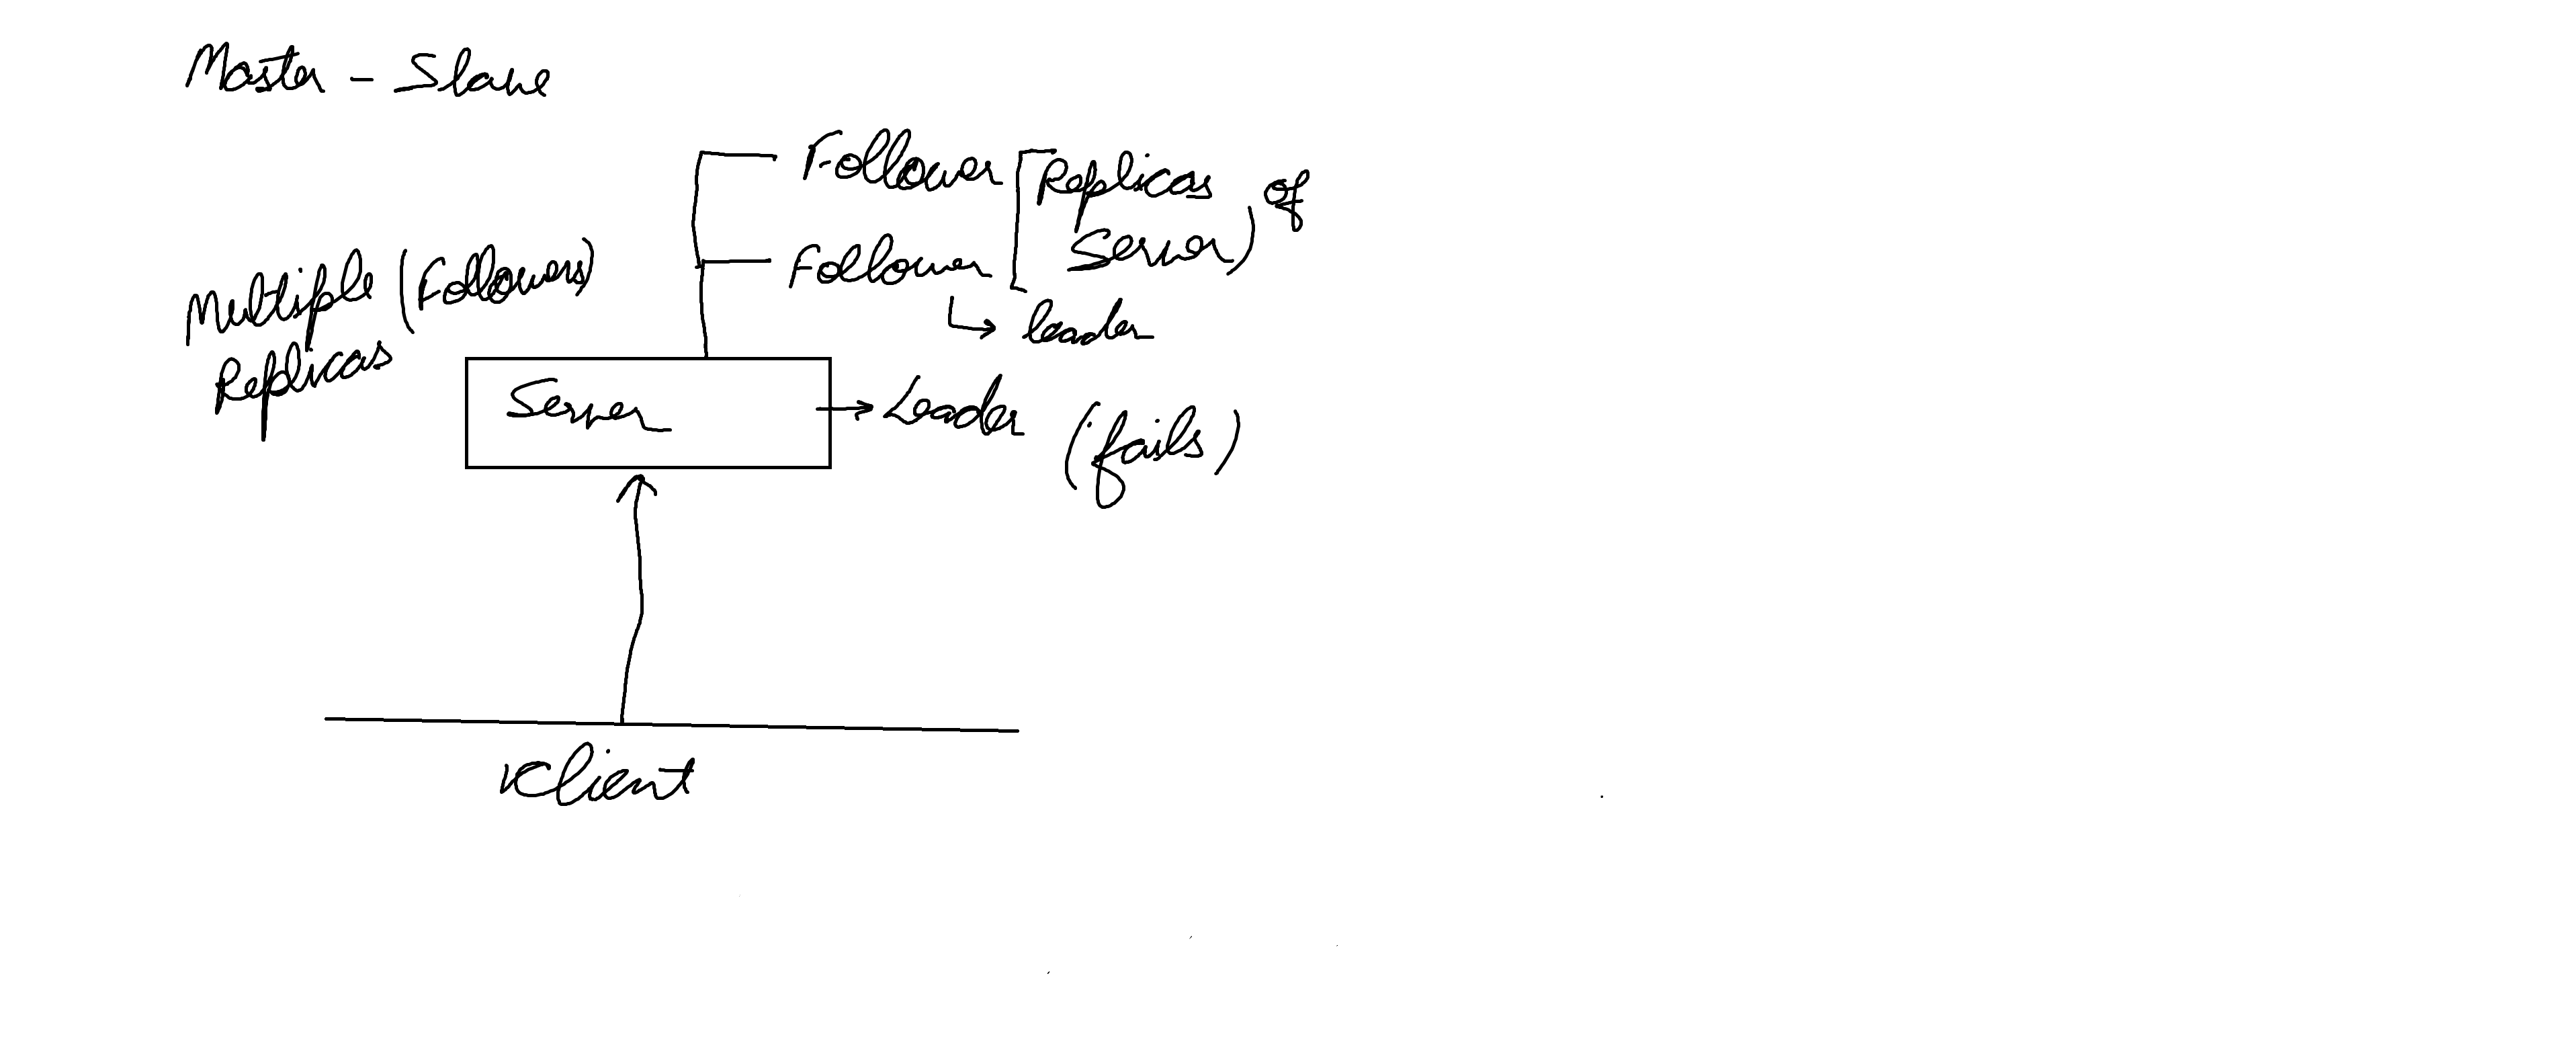 Master - Slave
Follower [Replicas of
Server)
Follower
↳ leader
Multiple (Followers)
Replicas
Server → Leader (fails)
Client